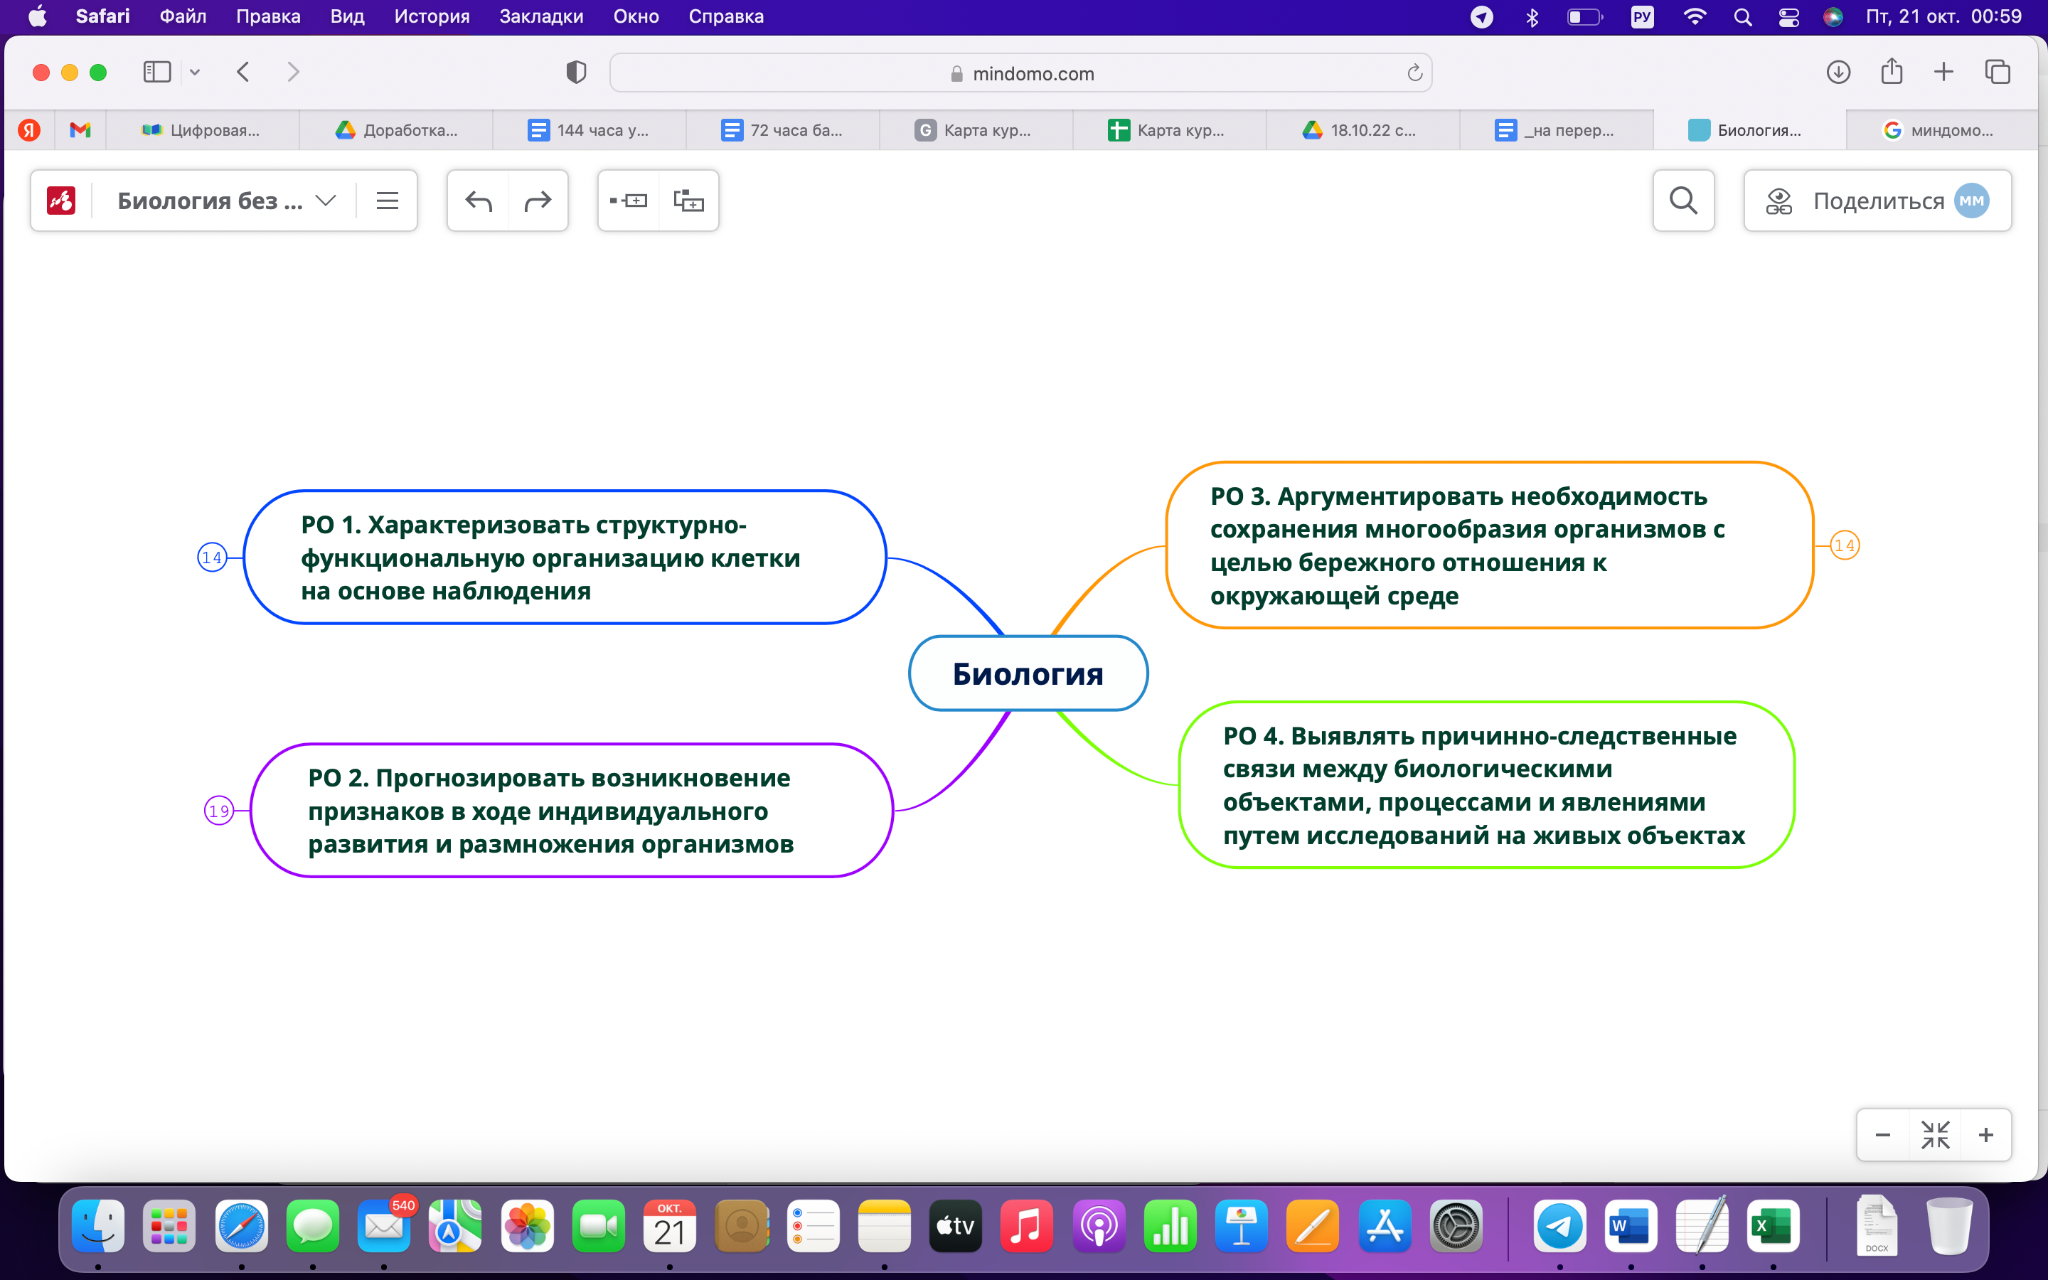 Safari Файл Правка Вид История Закладки Окно Справка РУ Пт, 21 окт. 00:59
mindomo.com
Я Цифровая... Доработка... 144 часа у... 72 часа ба... G Карта кур... Карта кур... 18.10.22 с... _на перер... Биология... миндомо...
Биология без ... Поделиться MM
РО 1. Характеризовать структурно-
функциональную организацию клетки
на основе наблюдения
14
РО 2. Прогнозировать возникновение
признаков в ходе индивидуального
развития и размножения организмов
19
Биология
РО 3. Аргументировать необходимость
сохранения многообразия организмов с
целью бережного отношения к
окружающей среде
14
РО 4. Выявлять причинно-следственные
связи между биологическими
объектами, процессами и явлениями
путем исследований на живых объектах
540
ОКТ.
21
tv
W
X
DOCX